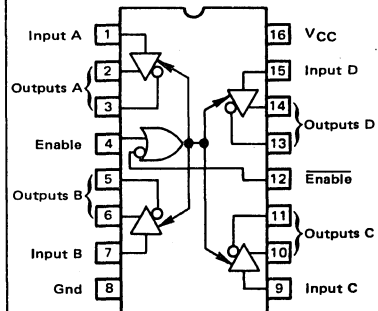 Input A 1
2
Outputs A
3
Enable 4
5
Outputs B
6
Input B 7
Gnd 8
16 VCC
15 Input D
14
Outputs D
13
12 Enable
11
Outputs C
10
9 Input C